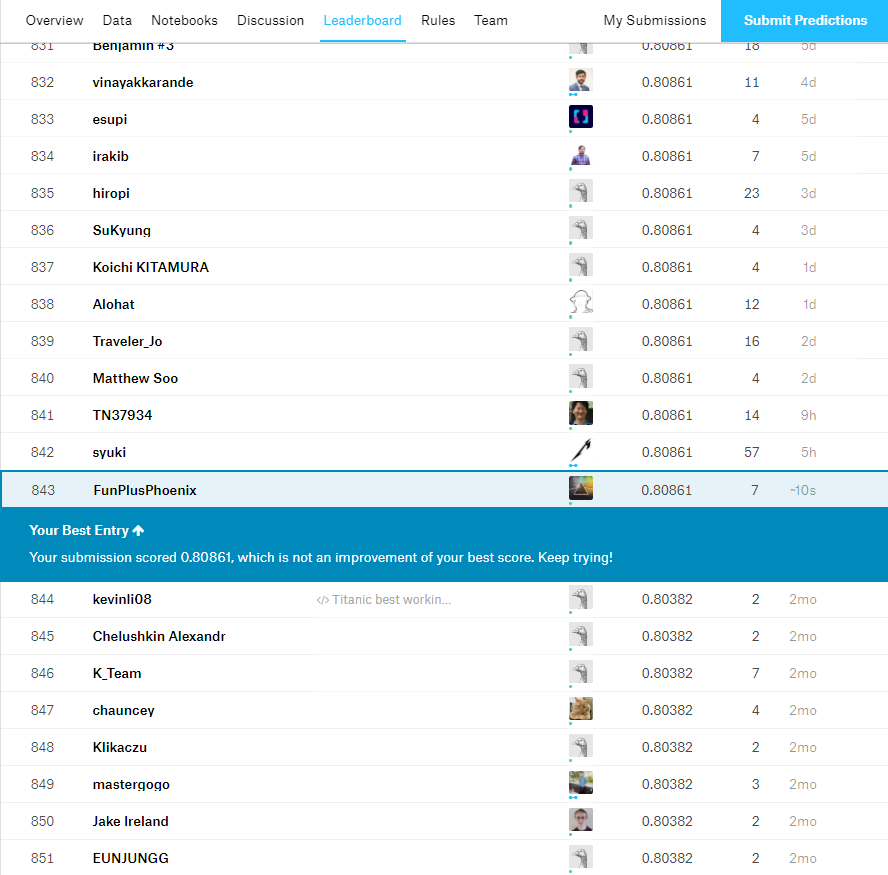 Overview Data Notebooks Discussion Leaderboard Rules Team My Submissions Submit Predictions
831 Benjamin #3 0.80861 18 5d
832 vinayakkarande 0.80861 11 4d
833 esupi 0.80861 4 5d
834 irakib 0.80861 7 5d
835 hiropi 0.80861 23 3d
836 SuKyung 0.80861 4 3d
837 Koichi KITAMURA 0.80861 4 1d
838 Alohat 0.80861 12 1d
839 Traveler_Jo 0.80861 16 2d
840 Matthew Soo 0.80861 4 2d
841 TN37934 0.80861 14 9h
842 syuki 0.80861 57 5h
843 FunPlusPhoenix 0.80861 7 ~10s
Your Best Entry
Your submission scored 0.80861, which is not an improvement of your best score. Keep trying!
844 kevinli08 </> Titanic best workin... 0.80382 2 2mo
845 Chelushkin Alexandr 0.80382 2 2mo
846 K_Team 0.80382 7 2mo
847 chauncey 0.80382 4 2mo
848 Klikaczu 0.80382 2 2mo
849 mastergogo 0.80382 3 2mo
850 Jake Ireland 0.80382 2 2mo
851 EUNJUNGG 0.80382 2 2mo